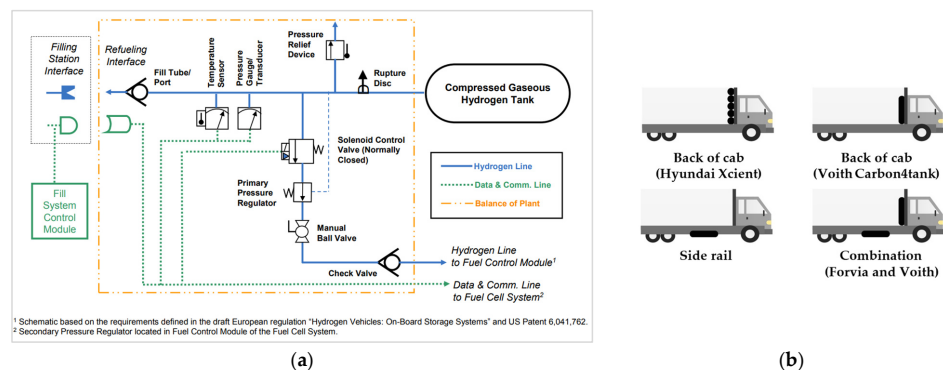 Filling
Station
Interface
Refueling
Interface
Fill Tube/
Port
Temperature
Sensor
Pressure
Gauge/
Transducer
Pressure
Relief
Device
Rupture
Disc
Compressed Gaseous
Hydrogen Tank
Solenoid Control
Valve (Normally
Closed)
Primary
Pressure
Regulator
Manual
Ball Valve
Check Valve
Fill
System
Control
Module
Hydrogen Line
Data & Comm. Line
Balance of Plant
Hydrogen Line
to Fuel Control Module¹
Data & Comm. Line
to Fuel Cell System²
¹ Schematic based on the requirements defined in the draft European regulation “Hydrogen Vehicles: On-Board Storage Systems” and US Patent 6,041,762.
² Secondary Pressure Regulator located in Fuel Control Module of the Fuel Cell System.
(a)
Back of cab
(Hyundai Xcient)
Back of cab
(Voith Carbon4tank)
Side rail
Combination
(Forvia and Voith)
(b)